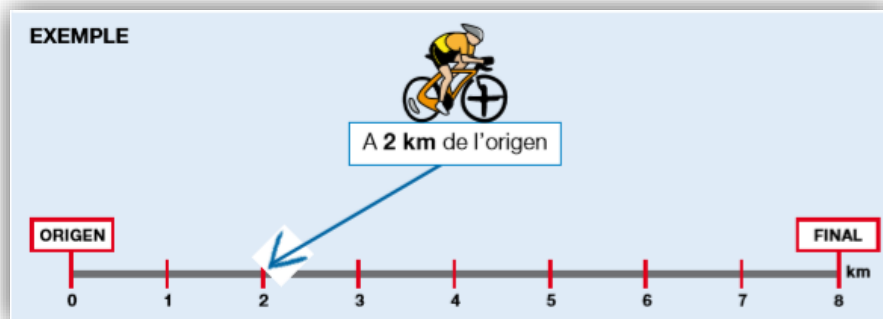 EXEMPLE
A 2 km de l'origen
ORIGEN
FINAL
km
0 1 2 3 4 5 6 7 8